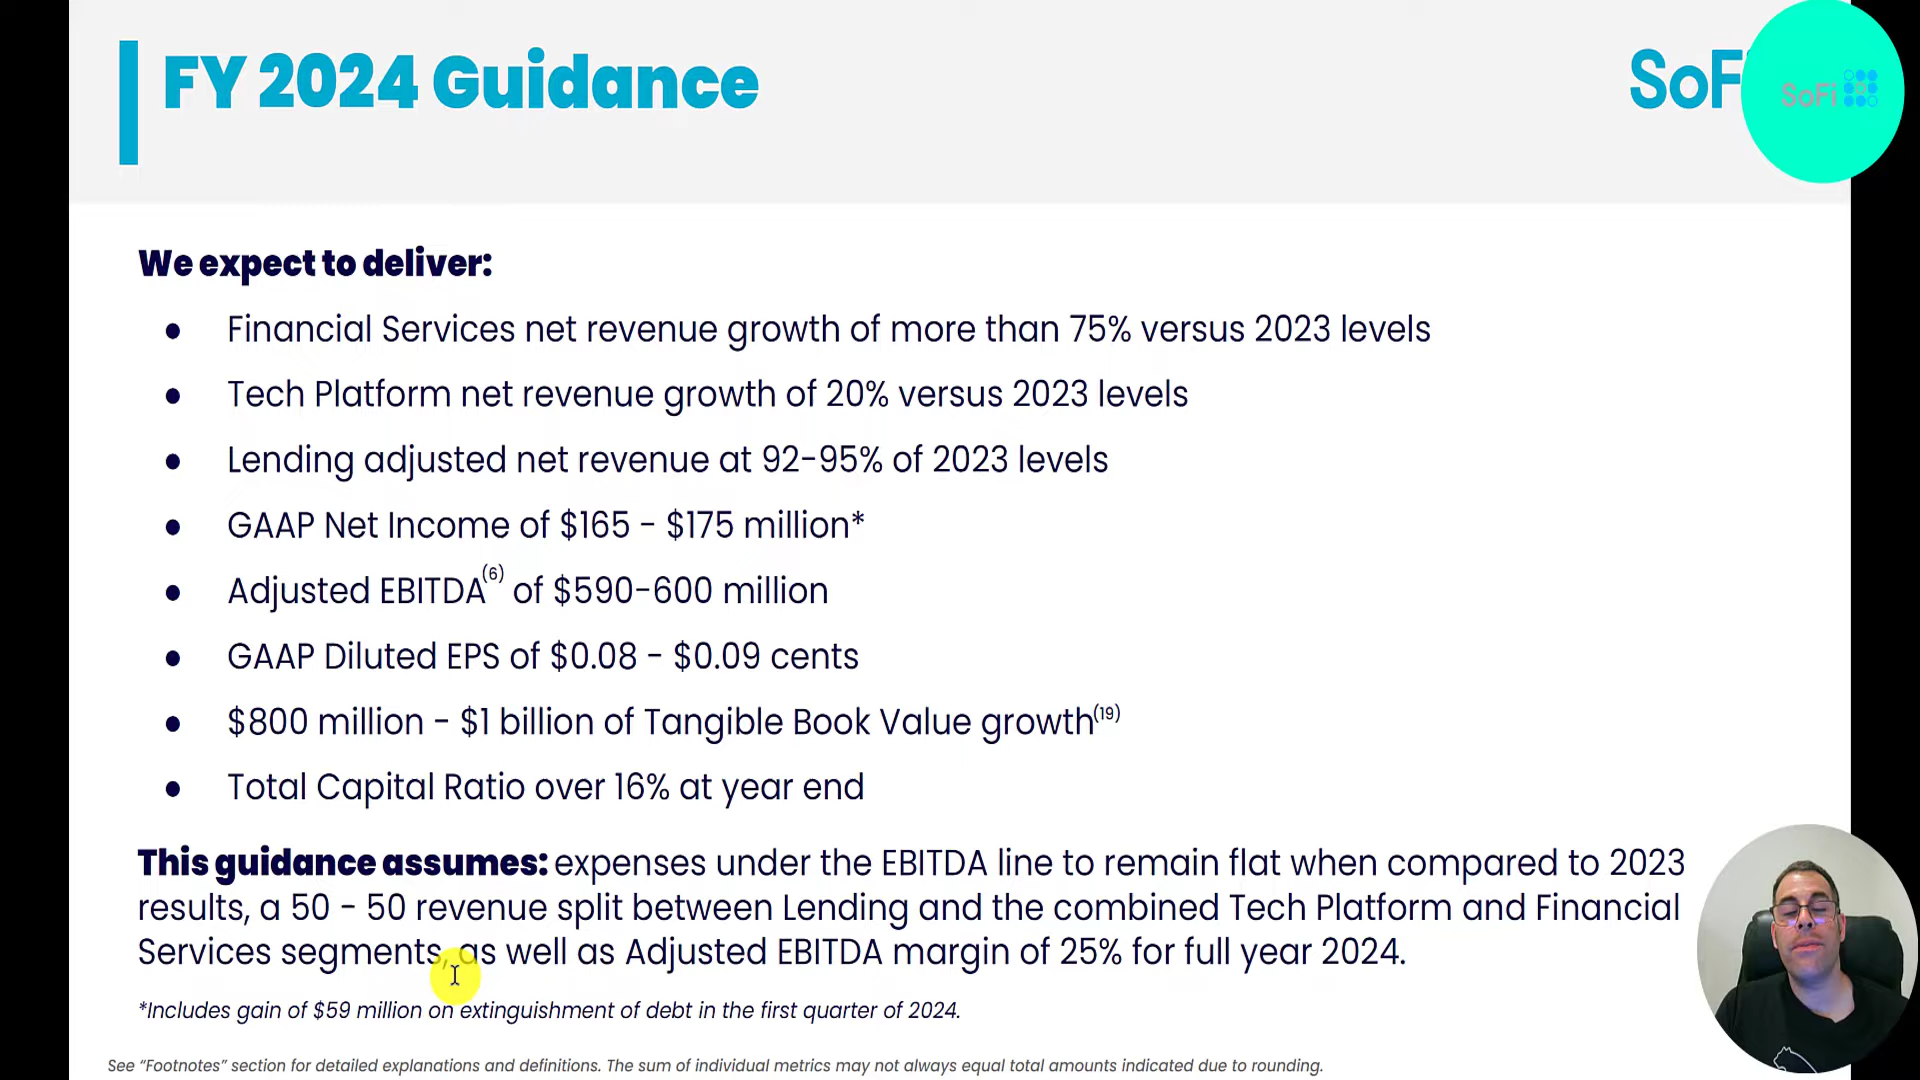 FY 2024 Guidance
SoFi
SoFi
We expect to deliver:
● Financial Services net revenue growth of more than 75% versus 2023 levels
● Tech Platform net revenue growth of 20% versus 2023 levels
● Lending adjusted net revenue at 92-95% of 2023 levels
● GAAP Net Income of $165 - $175 million*
● Adjusted EBITDA(6) of $590-600 million
● GAAP Diluted EPS of $0.08 - $0.09 cents
● $800 million - $1 billion of Tangible Book Value growth(19)
● Total Capital Ratio over 16% at year end
This guidance assumes: expenses under the EBITDA line to remain flat when compared to 2023
results, a 50 - 50 revenue split between Lending and the combined Tech Platform and Financial
Services segments, as well as Adjusted EBITDA margin of 25% for full year 2024.
*Includes gain of $59 million on extinguishment of debt in the first quarter of 2024.
See “Footnotes” section for detailed explanations and definitions. The sum of individual metrics may not always equal total amounts indicated due to rounding.